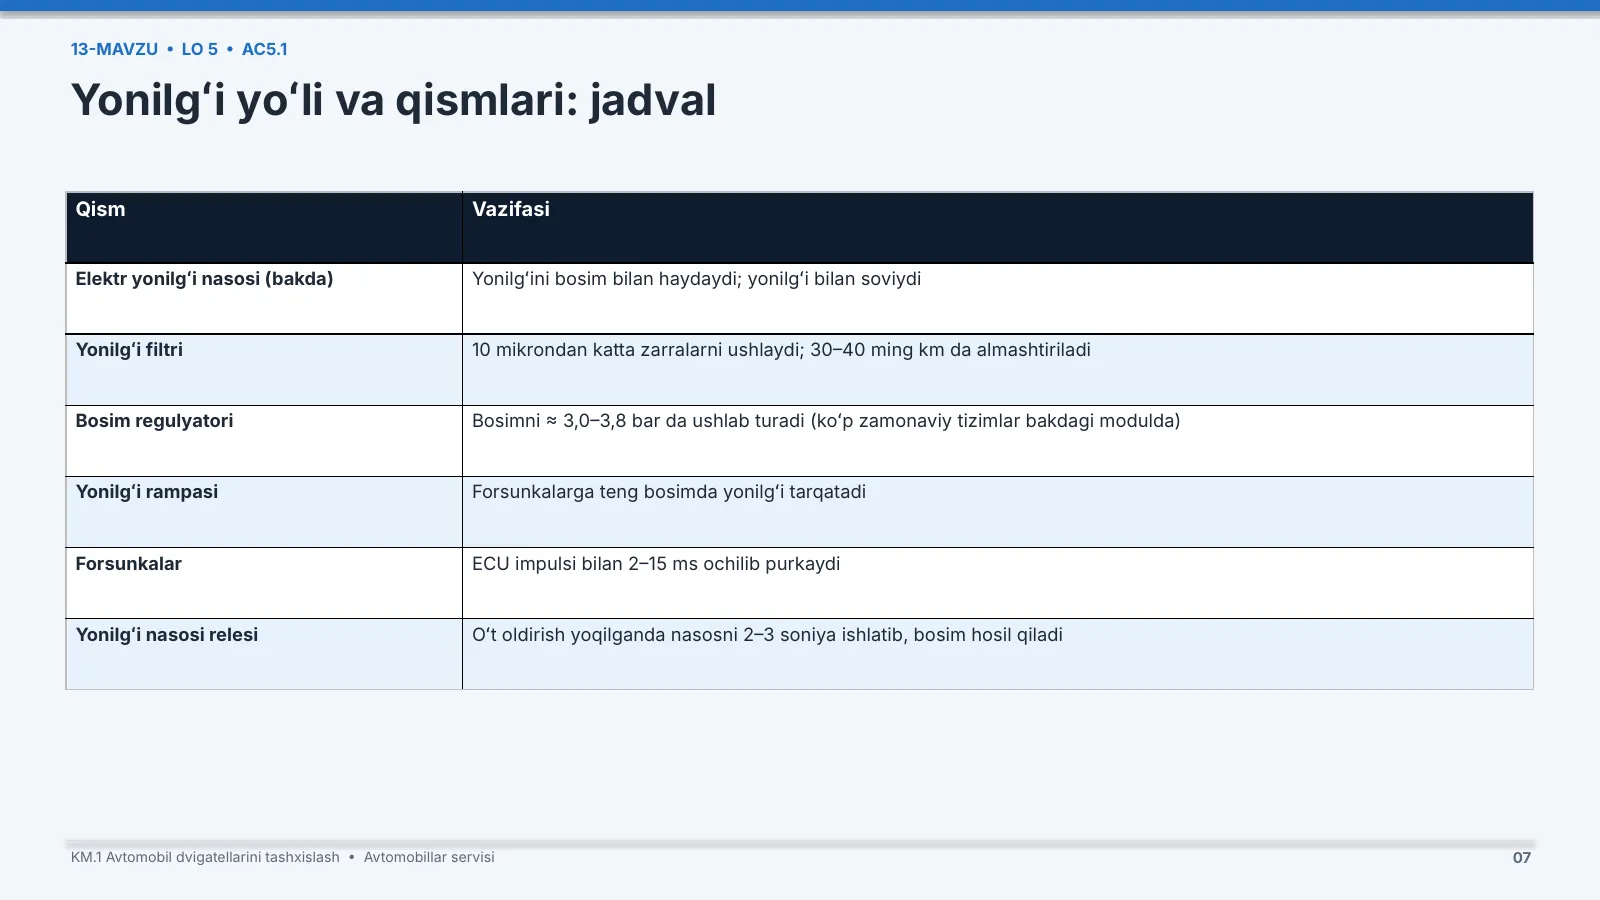 13-MAVZU • LO 5 • AC5.1
Yonilgʻi yoʻli va qismlari: jadval
Qism
Vazifasi
Elektr yonilgʻi nasosi (bakda)
Yonilgʻini bosim bilan haydaydi; yonilgʻi bilan soviydi
Yonilgʻi filtri
10 mikrondan katta zarralarni ushlaydi; 30–40 ming km da almashtiriladi
Bosim regulyatori
Bosimni ≈ 3,0–3,8 bar da ushlab turadi (koʻp zamonaviy tizimlar bakdagi modulda)
Yonilgʻi rampasi
Forsunkalarga teng bosimda yonilgʻi tarqatadi
Forsunkalar
ECU impulsi bilan 2–15 ms ochilib purkaydi
Yonilgʻi nasosi relesi
Oʻt oldirish yoqilganda nasosni 2–3 soniya ishlatib, bosim hosil qiladi
KM.1 Avtomobil dvigatellarini tashxislash • Avtomobillar servisi
07